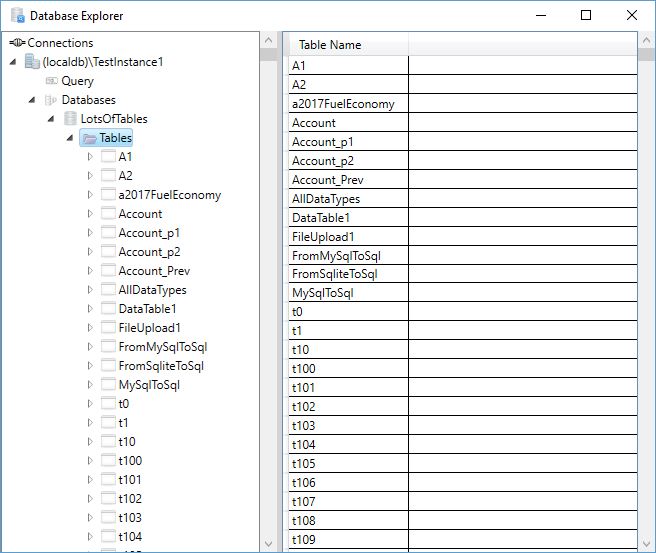 Database Explorer
Connections
(localdb)\TestInstance1
Query
Databases
LotsOfTables
Tables
A1
A2
a2017FuelEconomy
Account
Account_p1
Account_p2
Account_Prev
AllDataTypes
DataTable1
FileUpload1
FromMySqlToSql
FromSqliteToSql
MySqlToSql
t0
t1
t10
t100
t101
t102
t103
t104
Table Name
A1
A2
a2017FuelEconomy
Account
Account_p1
Account_p2
Account_Prev
AllDataTypes
DataTable1
FileUpload1
FromMySqlToSql
FromSqliteToSql
MySqlToSql
t0
t1
t10
t100
t101
t102
t103
t104
t105
t106
t107
t108
t109